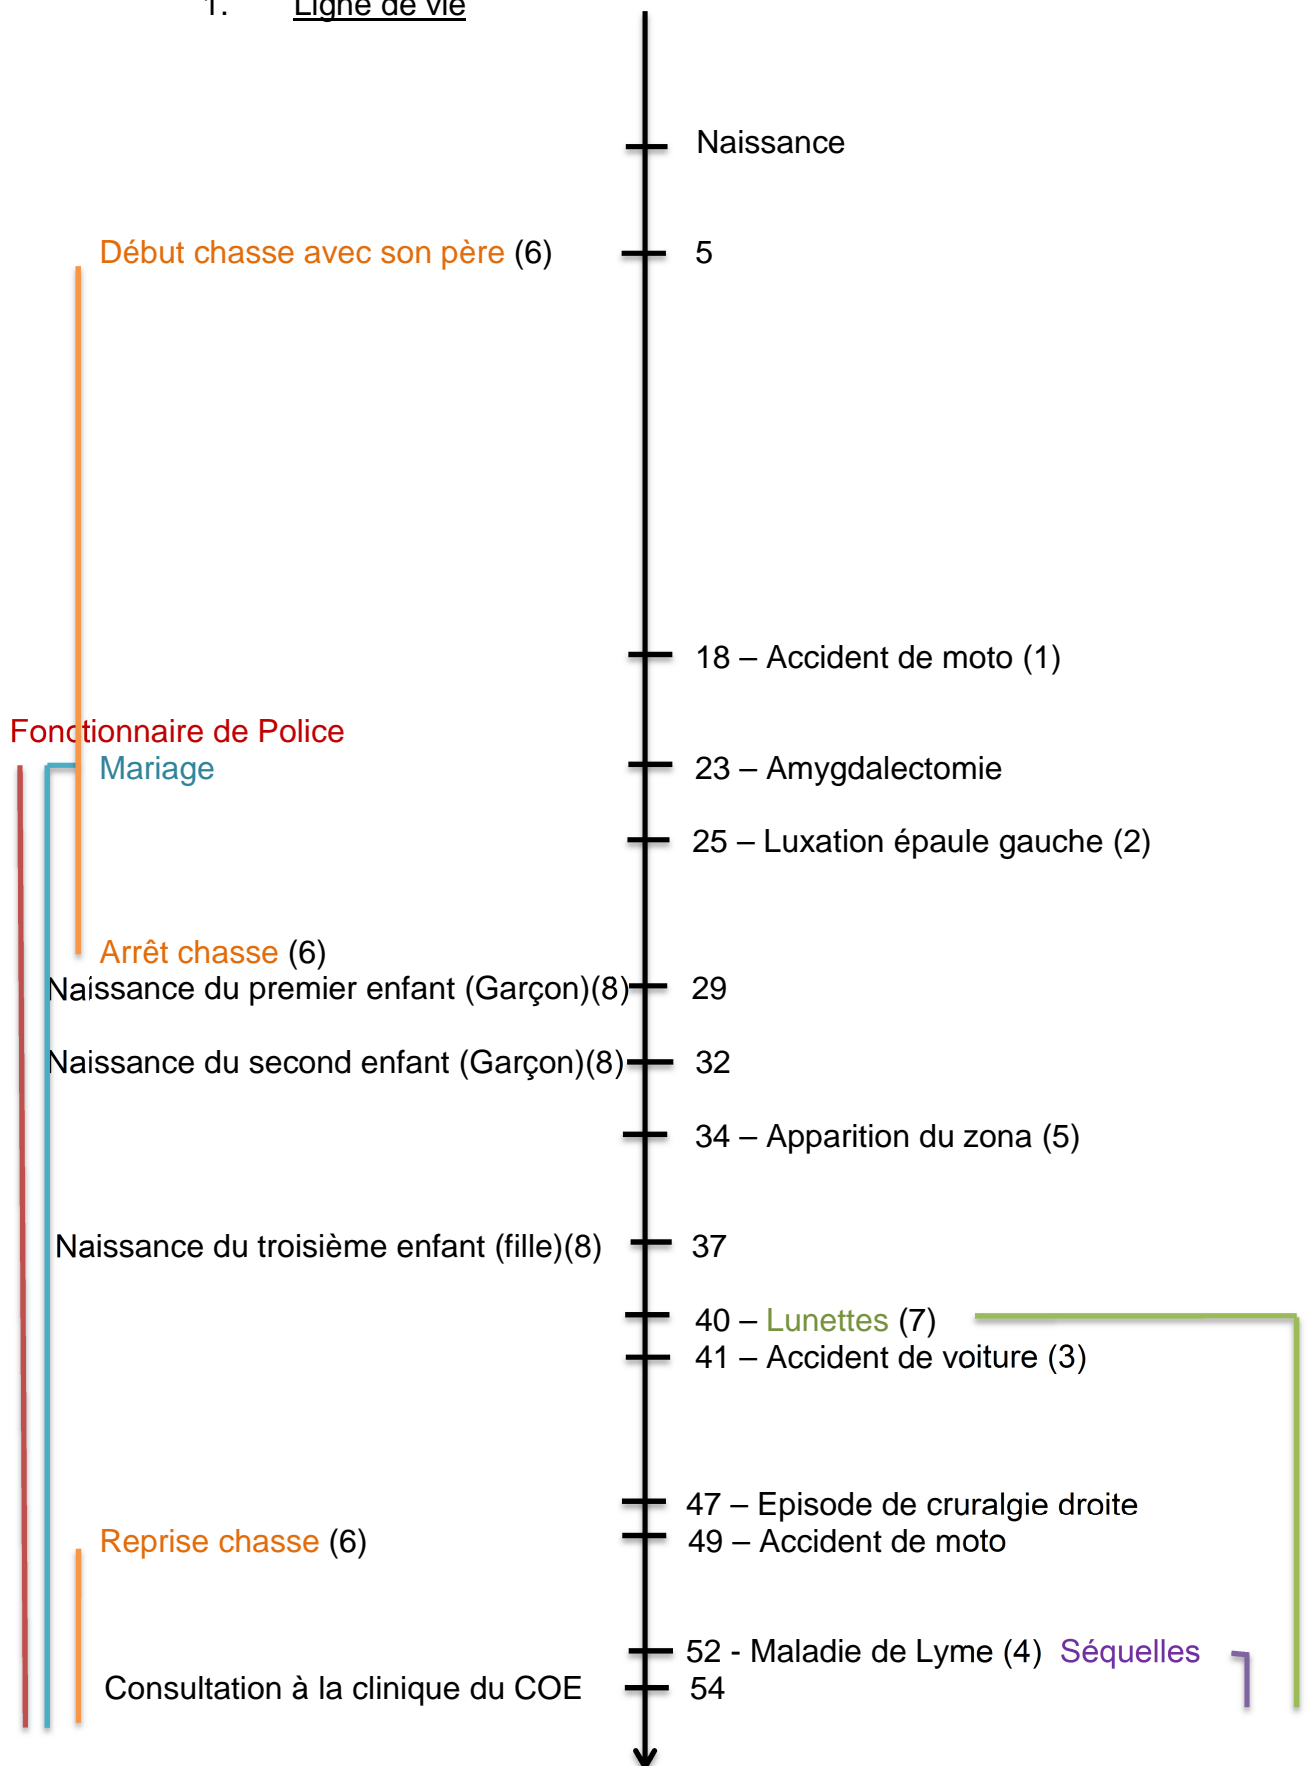 1. Ligne de vie
Naissance
Début chasse avec son père (6) 5
18 – Accident de moto (1)
Fonctionnaire de Police
Mariage 23 – Amygdalectomie
25 – Luxation épaule gauche (2)
Arrêt chasse (6)
Naissance du premier enfant (Garçon)(8) 29
Naissance du second enfant (Garçon)(8) 32
34 – Apparition du zona (5)
Naissance du troisième enfant (fille)(8) 37
40 – Lunettes (7)
41 – Accident de voiture (3)
47 – Episode de cruralgie droite
Reprise chasse (6) 49 – Accident de moto
52 - Maladie de Lyme (4) Séquelles
Consultation à la clinique du COE 54